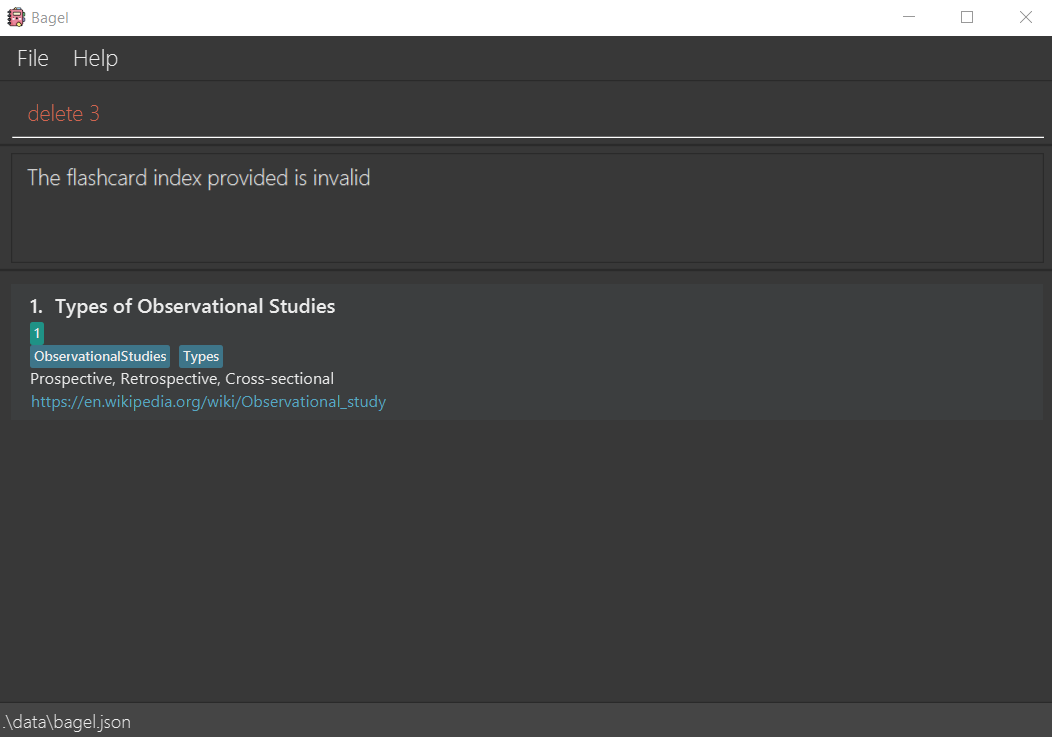 Bagel
File Help
delete 3
The flashcard index provided is invalid
1. Types of Observational Studies
1
ObservationalStudies Types
Prospective, Retrospective, Cross-sectional
https://en.wikipedia.org/wiki/Observational_study
.\data\bagel.json